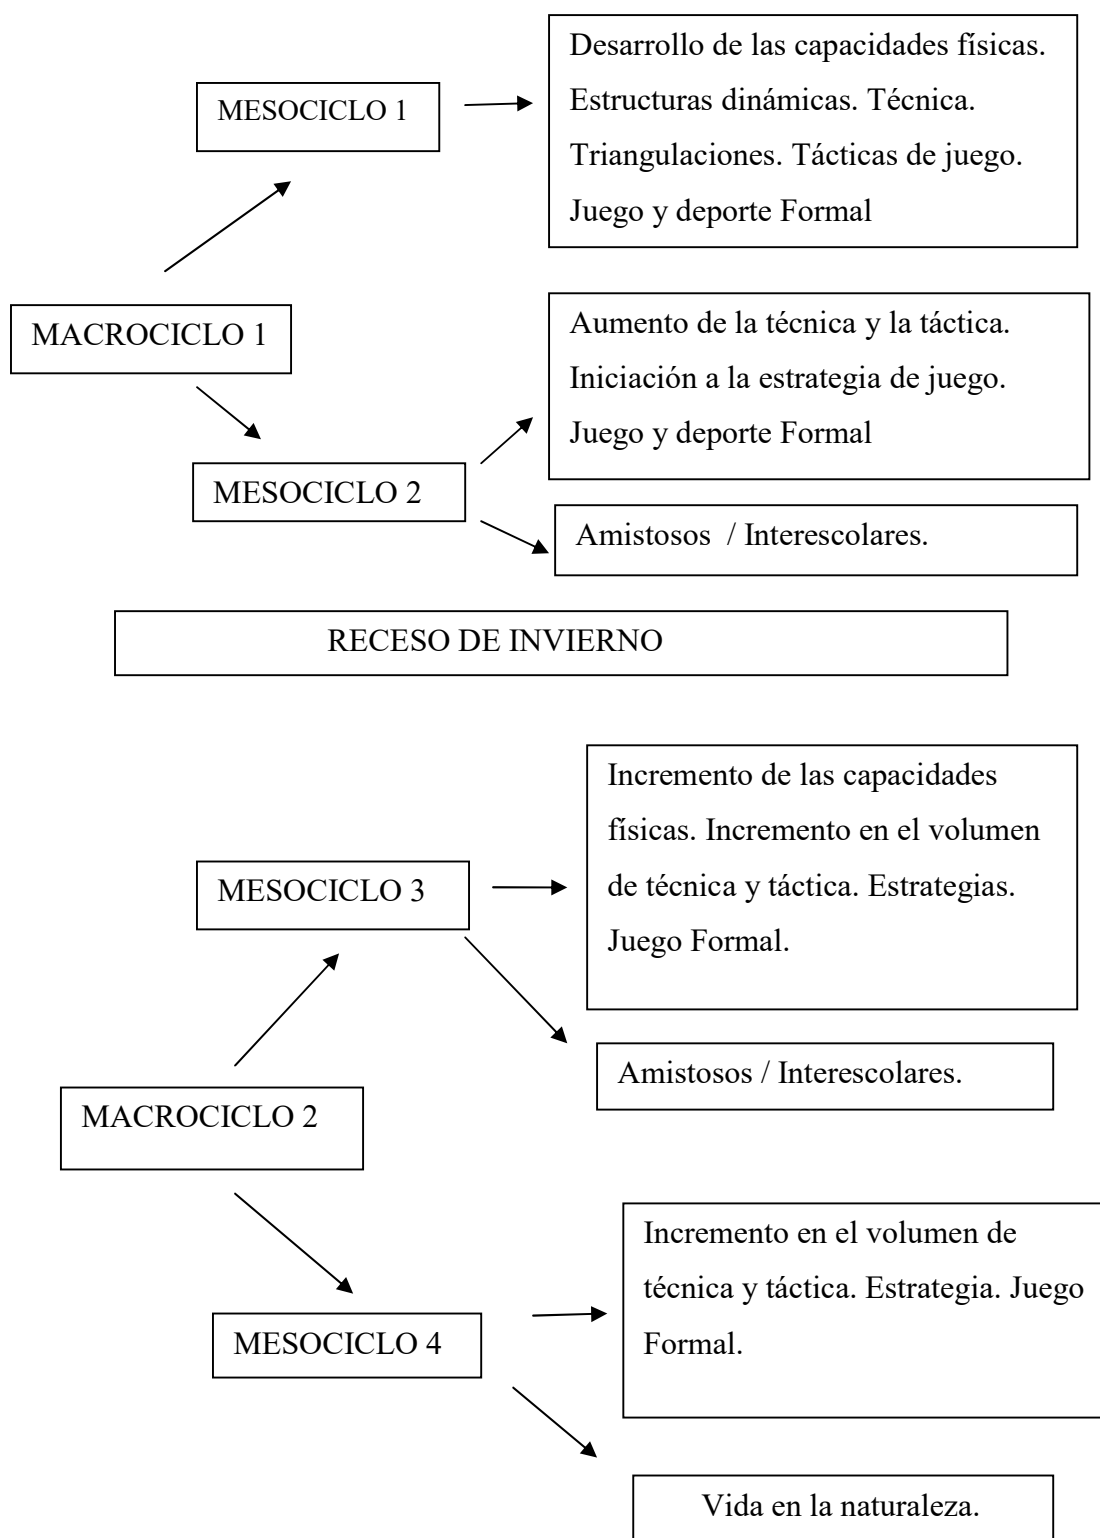 MESOCICLO 1
Desarrollo de las capacidades físicas.
Estructuras dinámicas. Técnica.
Triangulaciones. Tácticas de juego.
Juego y deporte Formal
MACROCICLO 1
Aumento de la técnica y la táctica.
Iniciación a la estrategia de juego.
Juego y deporte Formal
MESOCICLO 2
Amistosos / Interescolares.
RECESO DE INVIERNO
Incremento de las capacidades
físicas. Incremento en el volumen
de técnica y táctica. Estrategias.
Juego Formal.
MESOCICLO 3
Amistosos / Interescolares.
MACROCICLO 2
Incremento en el volumen de
técnica y táctica. Estrategia. Juego
Formal.
MESOCICLO 4
Vida en la naturaleza.